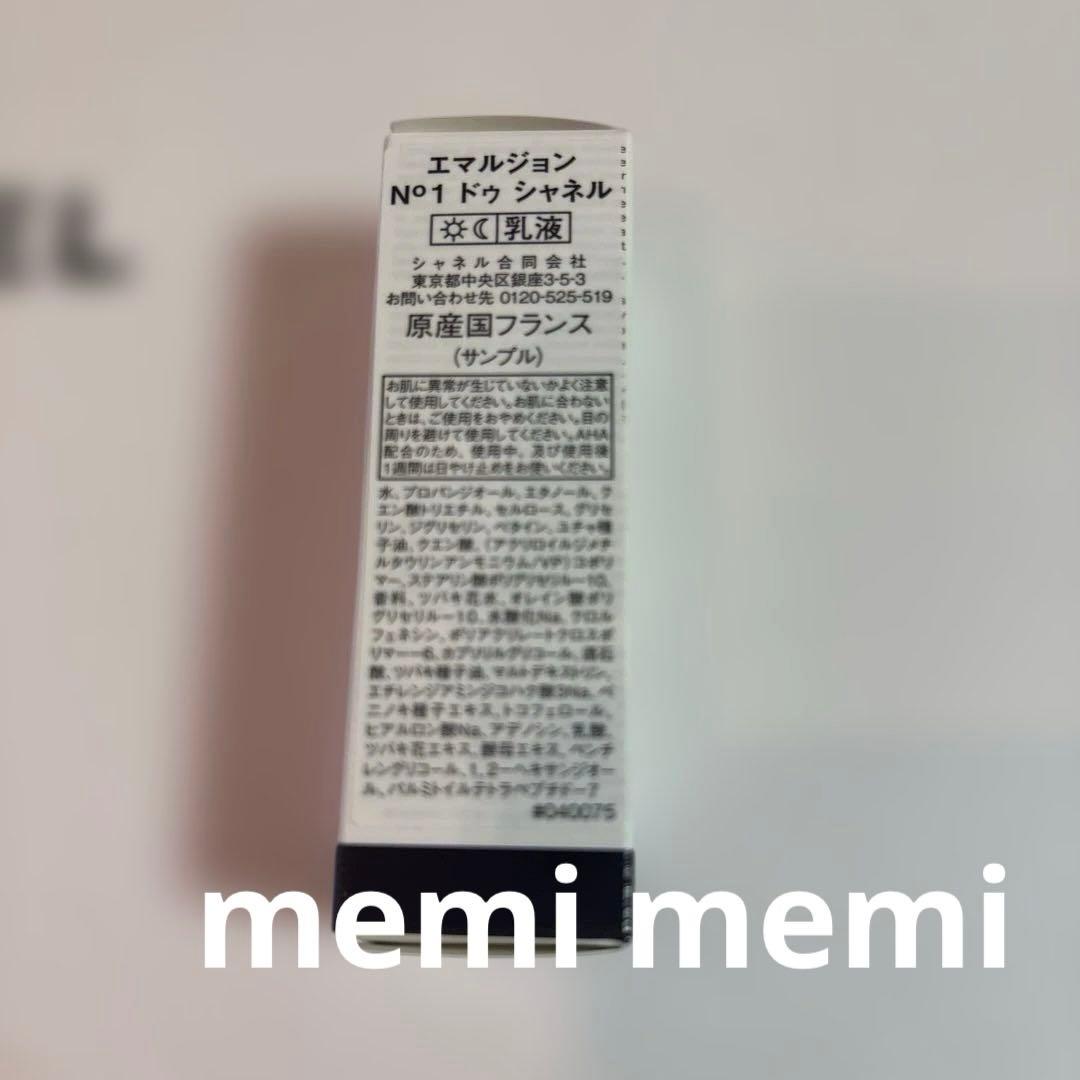 エマルジョン
Nº1 ドゥ シャネル
乳液
シャネル合同会社
東京都中央区銀座3-5-3
お問い合わせ先 0120-525-519
原産国フランス
(サンプル)
お肌に異常が生じていないかよく注意
して使用してください。お肌に合わない
ときは、ご使用をおやめください。目の
周りを避けて使用してください。AHA
配合のため、使用中、及び使用後
1週間は日やけ止めをお使いください。
水、プロパンジオール、エタノール、ク
エン酸トリエチル、セルロース、グリセ
リン、ジグリセリン、ベタイン、ユチャ種
子油、クエン酸、(アクリロイルジメチ
ルタウリンアンモニウム/VP)コポリ
マー、ステアリン酸ポリグリセリル-10、
香料、ツバキ花水、オレイン酸ポリ
グリセリル-10、水酸化Na、クロル
フェネシン、ポリアクリレートクロスポ
リマー-6、カプリリルグリコール、酒石
酸、ツバキ種子油、マルトデキストリン、
エチレンジアミンジコハク酸3Na、ベ
ニノキ種子エキス、トコフェロール、
ヒアルロン酸Na、アデノシン、乳酸、
ツバキ花エキス、酵母エキス、ペンチ
レングリコール、1,2-ヘキサンジオー
ル、パルミトイルテトラペプチド-7
#040075
memi memi